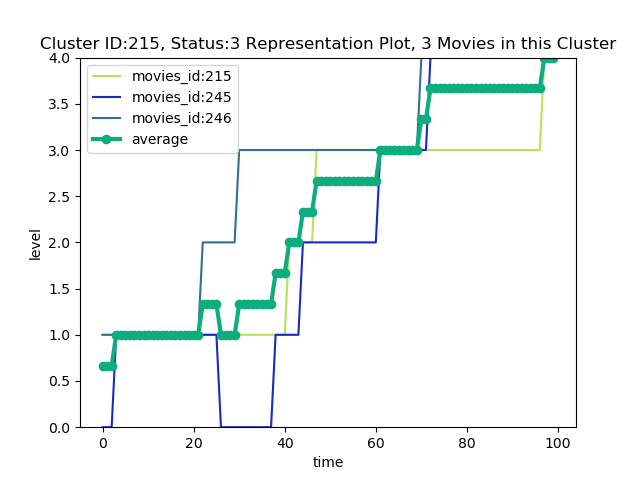 Cluster ID:215, Status:3 Representation Plot, 3 Movies in this Cluster
movies_id:215
movies_id:245
movies_id:246
average
level
4.0
3.5
3.0
2.5
2.0
1.5
1.0
0.5
0.0
0 20 40 60 80 100
time